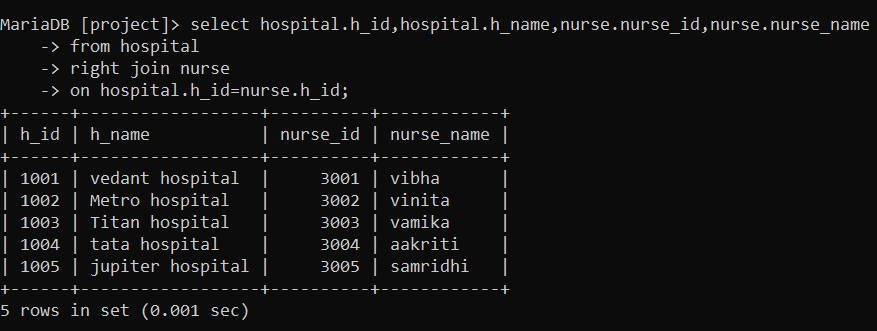 MariaDB [project]> select hospital.h_id,hospital.h_name,nurse.nurse_id,nurse.nurse_name
    -> from hospital
    -> right join nurse
    -> on hospital.h_id=nurse.h_id;
+------+------------------+----------+------------+
| h_id | h_name           | nurse_id | nurse_name |
+------+------------------+----------+------------+
| 1001 | vedant hospital  |     3001 | vibha      |
| 1002 | Metro hospital   |     3002 | vinita     |
| 1003 | Titan hospital   |     3003 | vamika     |
| 1004 | tata hospital    |     3004 | aakriti    |
| 1005 | jupiter hospital |     3005 | samridhi   |
+------+------------------+----------+------------+
5 rows in set (0.001 sec)